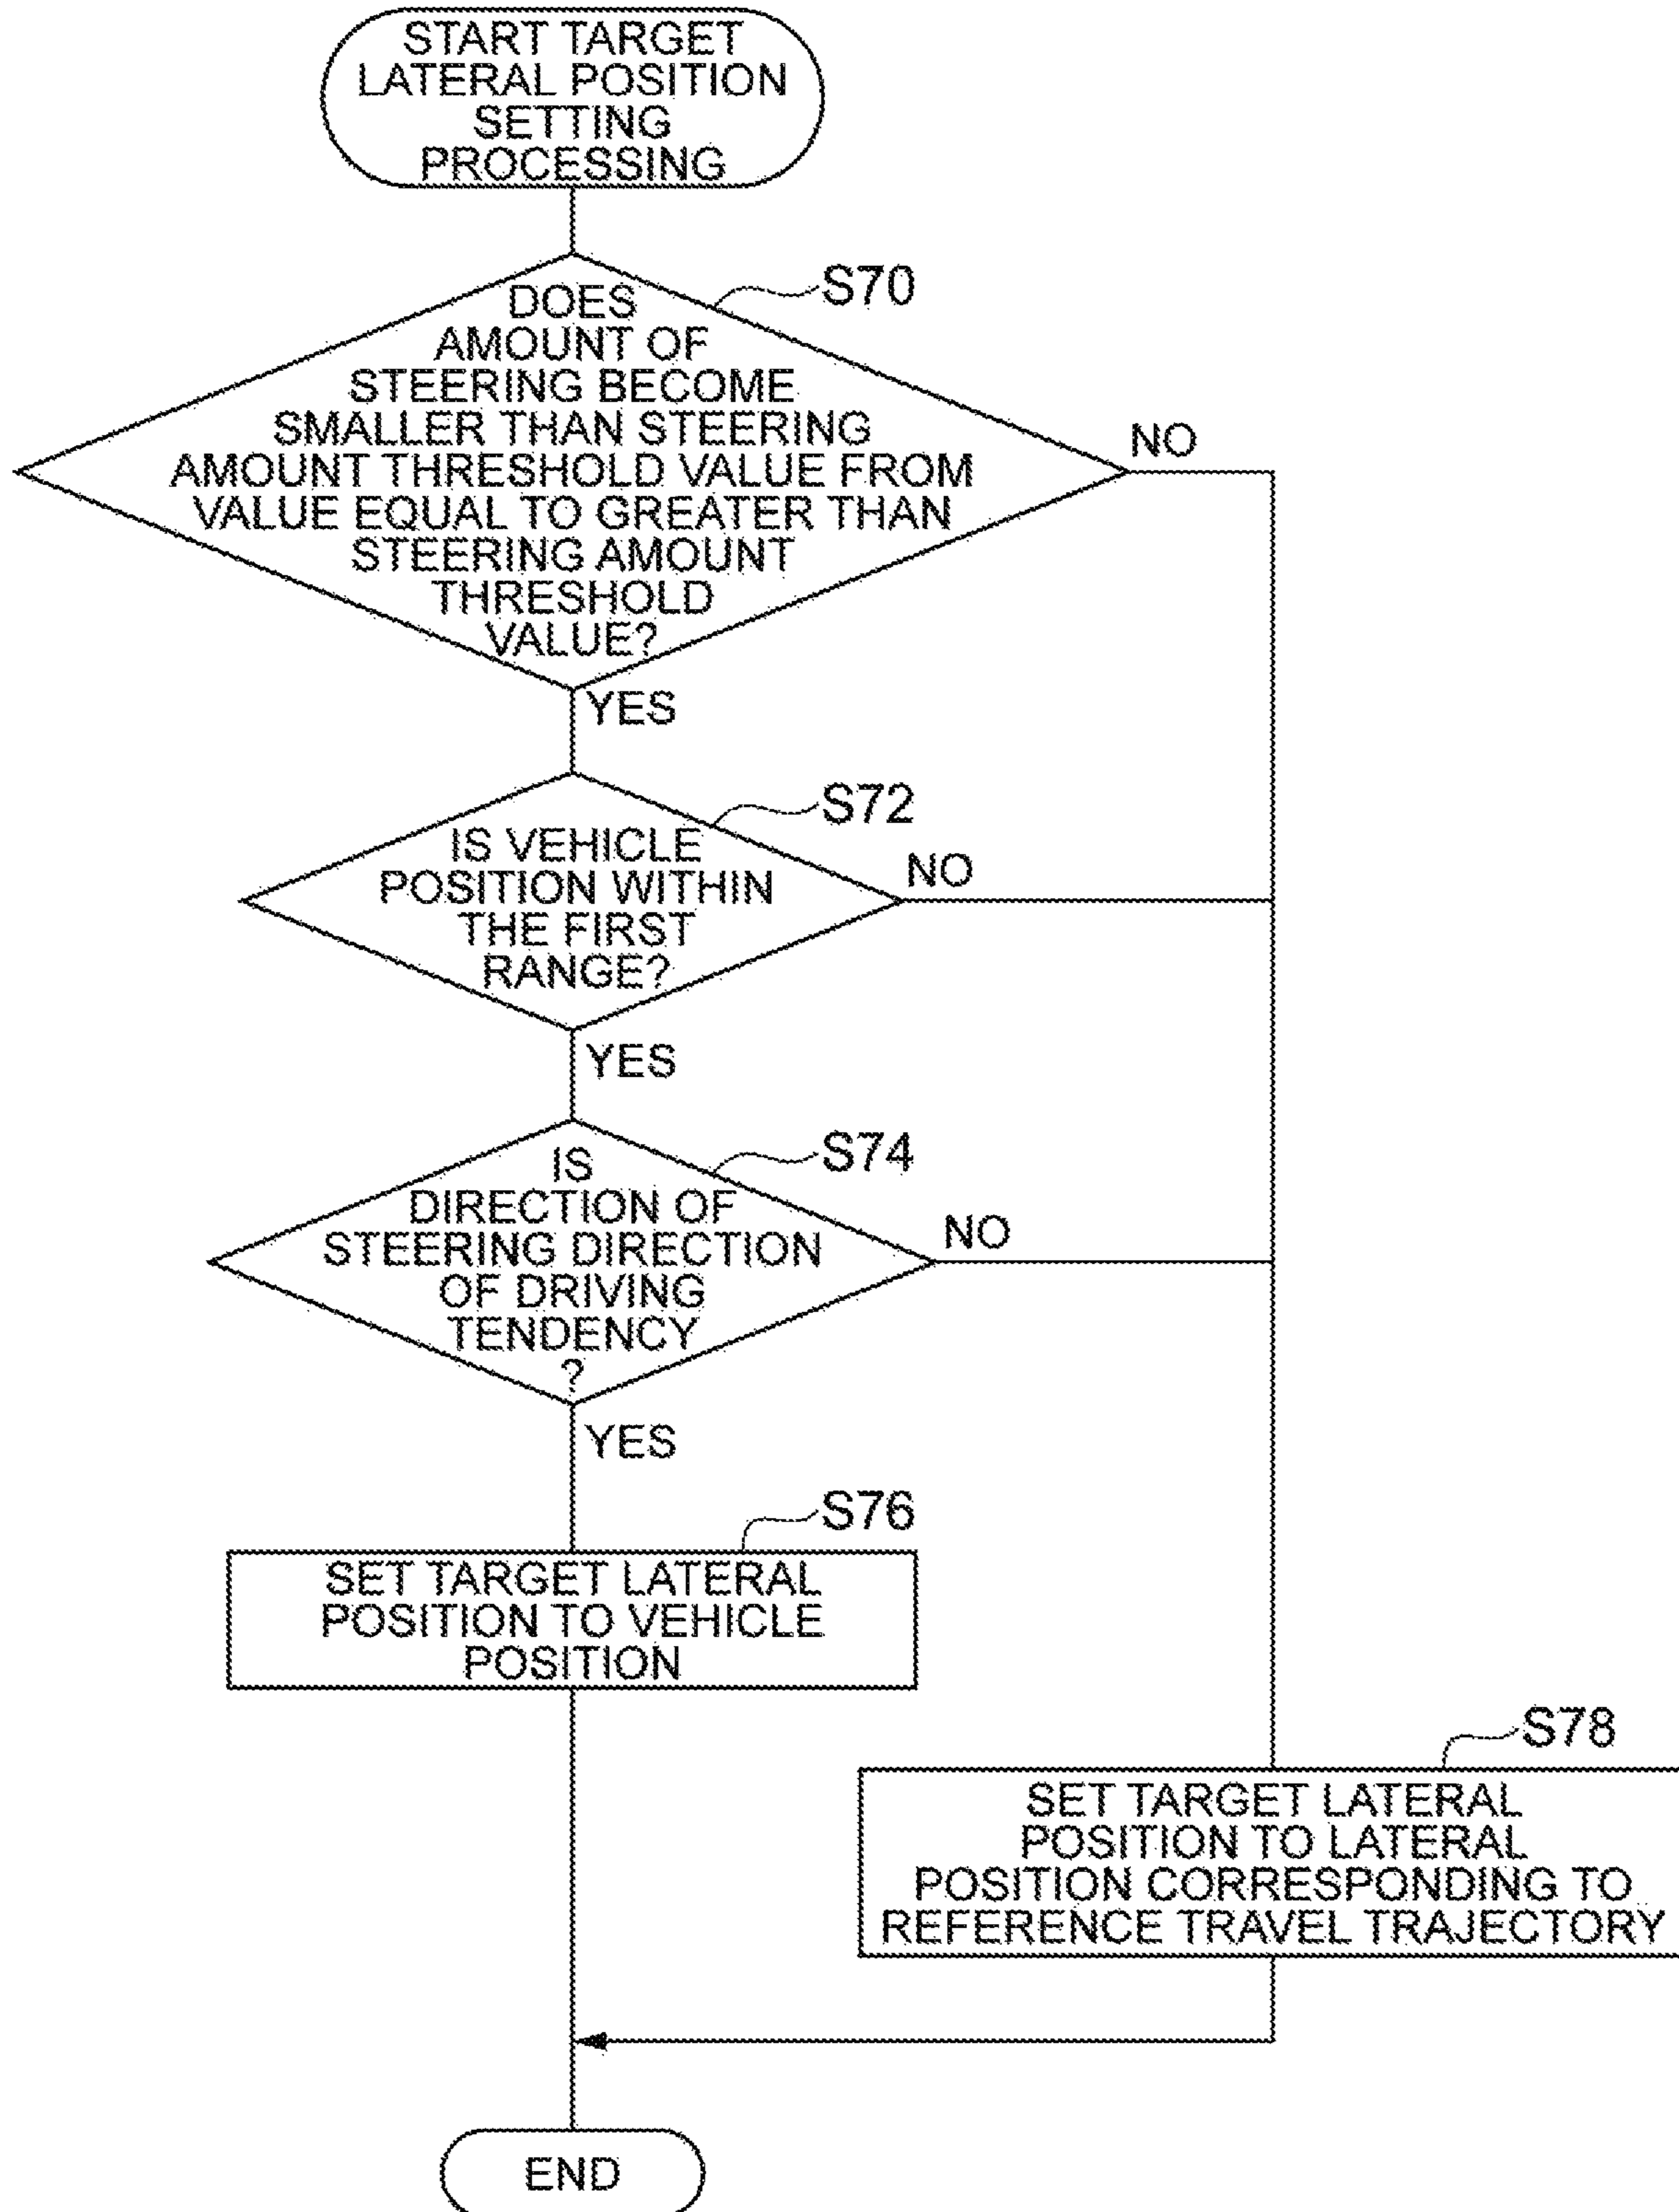 START TARGET
LATERAL POSITION
SETTING
PROCESSING
S70
DOES
AMOUNT OF
STEERING BECOME
SMALLER THAN STEERING
AMOUNT THRESHOLD VALUE FROM
VALUE EQUAL TO GREATER THAN
STEERING AMOUNT
THRESHOLD
VALUE?
NO
YES
S72
IS VEHICLE
POSITION WITHIN
THE FIRST
RANGE?
NO
YES
S74
IS
DIRECTION OF
STEERING DIRECTION
OF DRIVING
TENDENCY
?
NO
YES
S76
SET TARGET LATERAL
POSITION TO VEHICLE
POSITION
S78
SET TARGET LATERAL
POSITION TO LATERAL
POSITION CORRESPONDING TO
REFERENCE TRAVEL TRAJECTORY
END